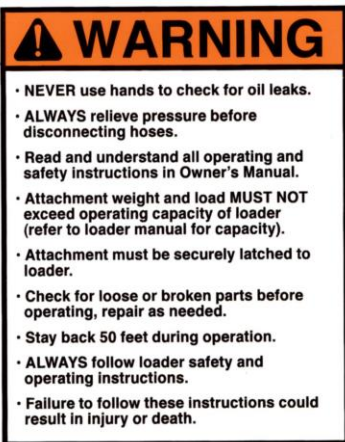 WARNING
· NEVER use hands to check for oil leaks.
· ALWAYS relieve pressure before
disconnecting hoses.
· Read and understand all operating and
safety instructions in Owner's Manual.
· Attachment weight and load MUST NOT
exceed operating capacity of loader
(refer to loader manual for capacity).
· Attachment must be securely latched to
loader.
· Check for loose or broken parts before
operating, repair as needed.
· Stay back 50 feet during operation.
· ALWAYS follow loader safety and
operating instructions.
· Failure to follow these instructions could
result in injury or death.